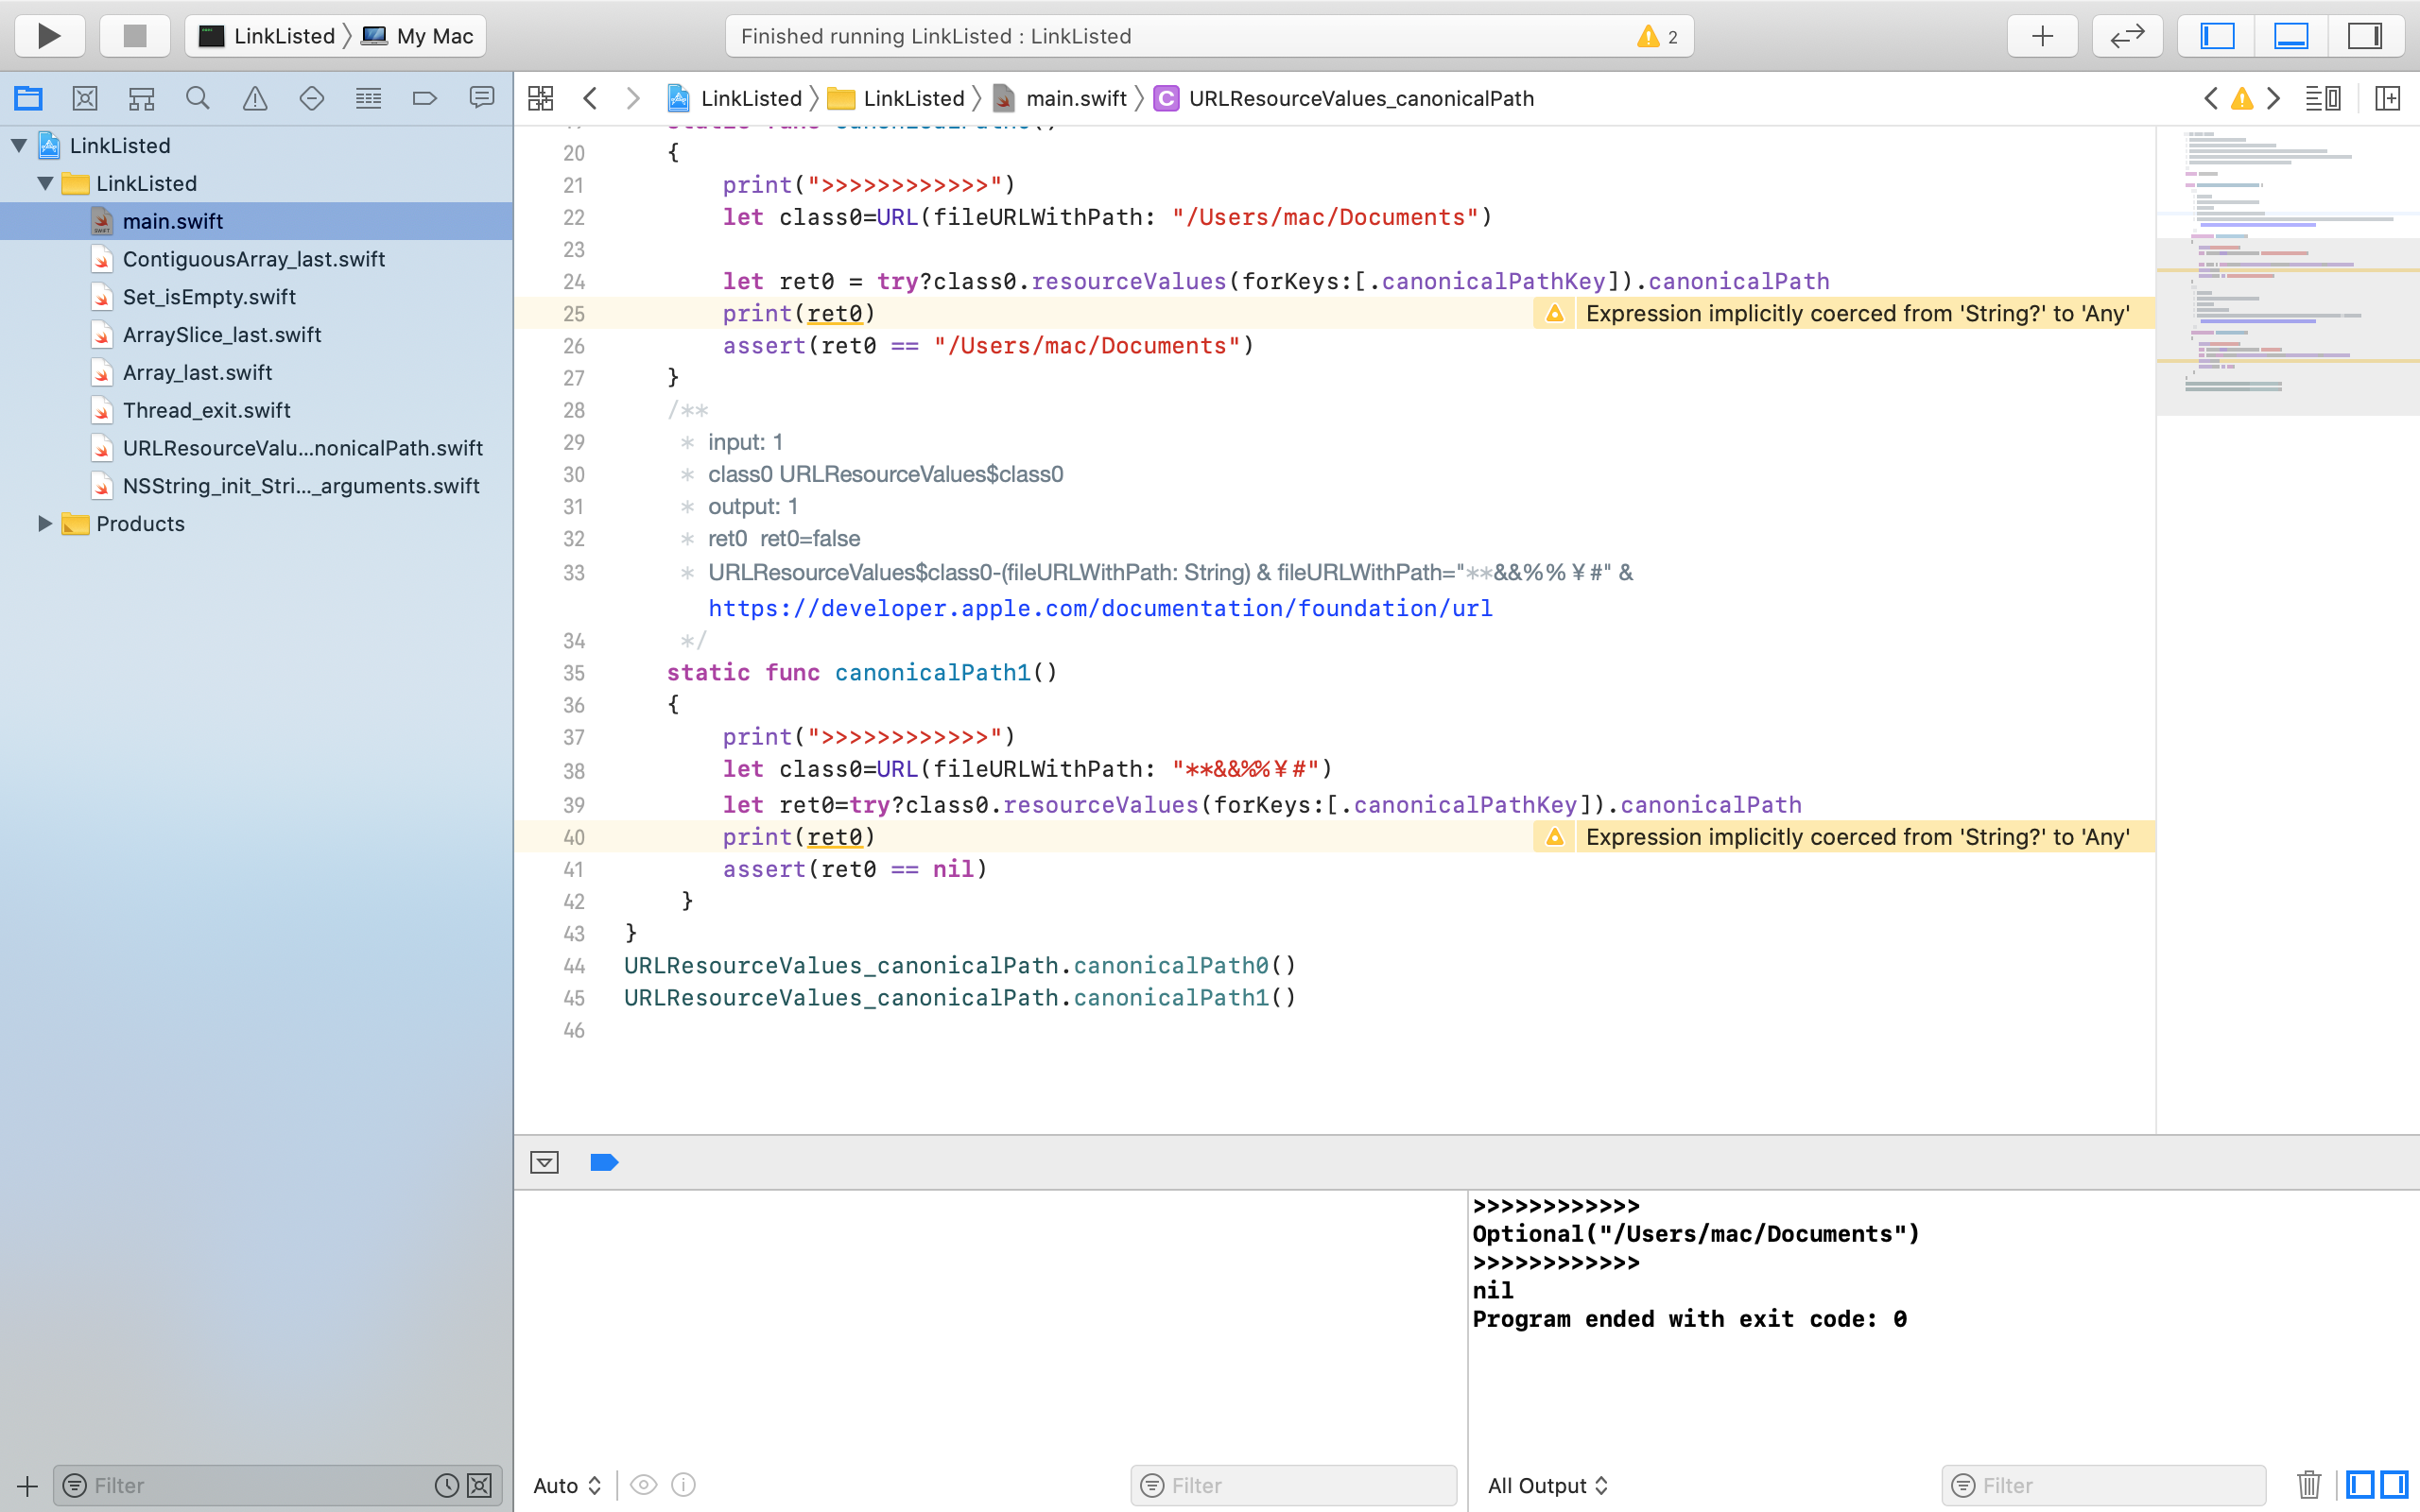 LinkListed
My Mac
Finished running LinkListed : LinkListed
2
LinkListed
LinkListed
main.swift
C
URLResourceValues_canonicalPath
LinkListed
LinkListed
main.swift
ContiguousArray_last.swift
Set_isEmpty.swift
ArraySlice_last.swift
Array_last.swift
Thread_exit.swift
URLResourceValu...nonicalPath.swift
NSString_init_Stri..._arguments.swift
Products
Filter
20 {
21 print(">>>>>>>>>>>>")
22 let class0=URL(fileURLWithPath: "/Users/mac/Documents")
23
24 let ret0 = try?class0.resourceValues(forKeys:[.canonicalPathKey]).canonicalPath
25 print(ret0) Expression implicitly coerced from 'String?' to 'Any'
26 assert(ret0 == "/Users/mac/Documents")
27 }
28 /**
29 * input: 1
30 * class0 URLResourceValues$class0
31 * output: 1
32 * ret0 ret0=false
33 * URLResourceValues$class0-(fileURLWithPath: String) & fileURLWithPath="**&&%%¥#" &
https://developer.apple.com/documentation/foundation/url
34 */
35 static func canonicalPath1()
36 {
37 print(">>>>>>>>>>>>")
38 let class0=URL(fileURLWithPath: "**&&%%¥#")
39 let ret0=try?class0.resourceValues(forKeys:[.canonicalPathKey]).canonicalPath
40 print(ret0) Expression implicitly coerced from 'String?' to 'Any'
41 assert(ret0 == nil)
42 }
43 }
44 URLResourceValues_canonicalPath.canonicalPath0()
45 URLResourceValues_canonicalPath.canonicalPath1()
46
>>>>>>>>>>>>
Optional("/Users/mac/Documents")
>>>>>>>>>>>>
nil
Program ended with exit code: 0
Auto
Filter
All Output
Filter